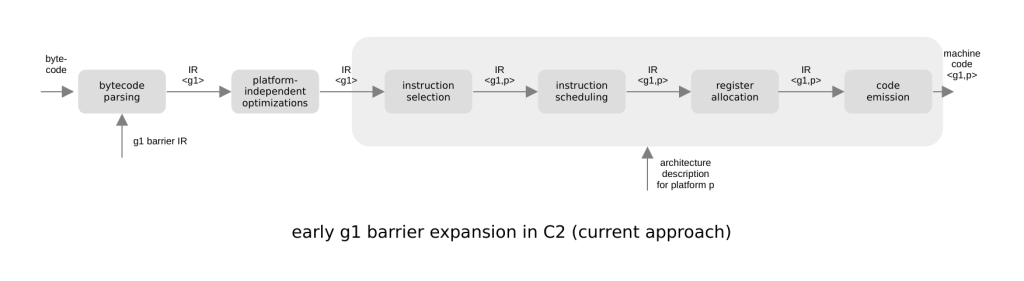 byte-
code
bytecode
parsing
g1 barrier IR
IR
<g1>
platform-
independent
optimizations
IR
<g1>
instruction
selection
IR
<g1,p>
instruction
scheduling
IR
<g1,p>
register
allocation
IR
<g1,p>
code
emission
machine
code
<g1,p>
architecture
description
for platform p
early g1 barrier expansion in C2 (current approach)